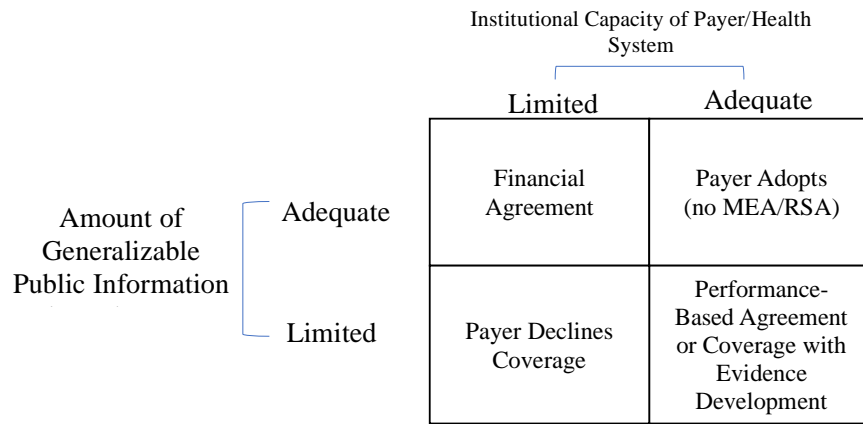 Institutional Capacity of Payer/Health
System
Limited
Adequate
Amount of
Generalizable
Public Information
Adequate
Financial
Agreement
Payer Adopts
(no MEA/RSA)
Limited
Payer Declines
Coverage
Performance-
Based Agreement
or Coverage with
Evidence
Development